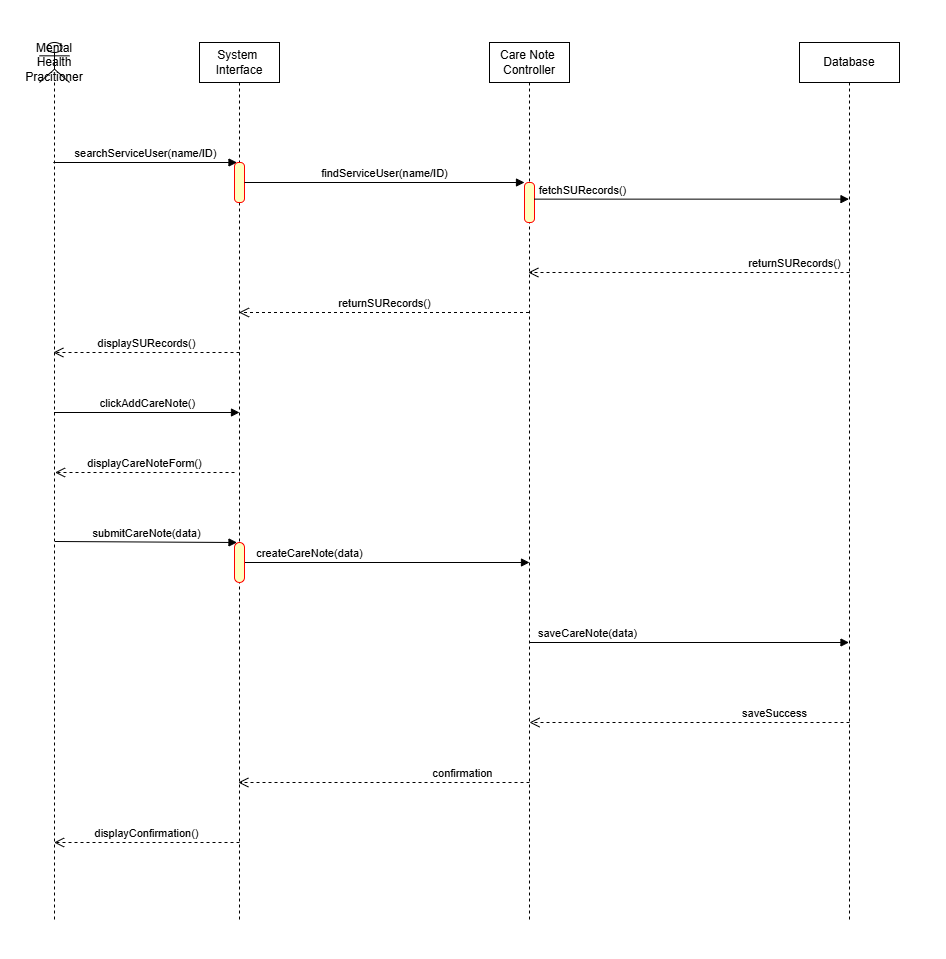 Mental
Health
Pracitioner
System
Interface
Care Note
Controller
Database
searchServiceUser(name/ID)
findServiceUser(name/ID)
fetchSURecords()
returnSURecords()
returnSURecords()
displaySURecords()
clickAddCareNote()
displayCareNoteForm()
submitCareNote(data)
createCareNote(data)
saveCareNote(data)
saveSuccess
confirmation
displayConfirmation()